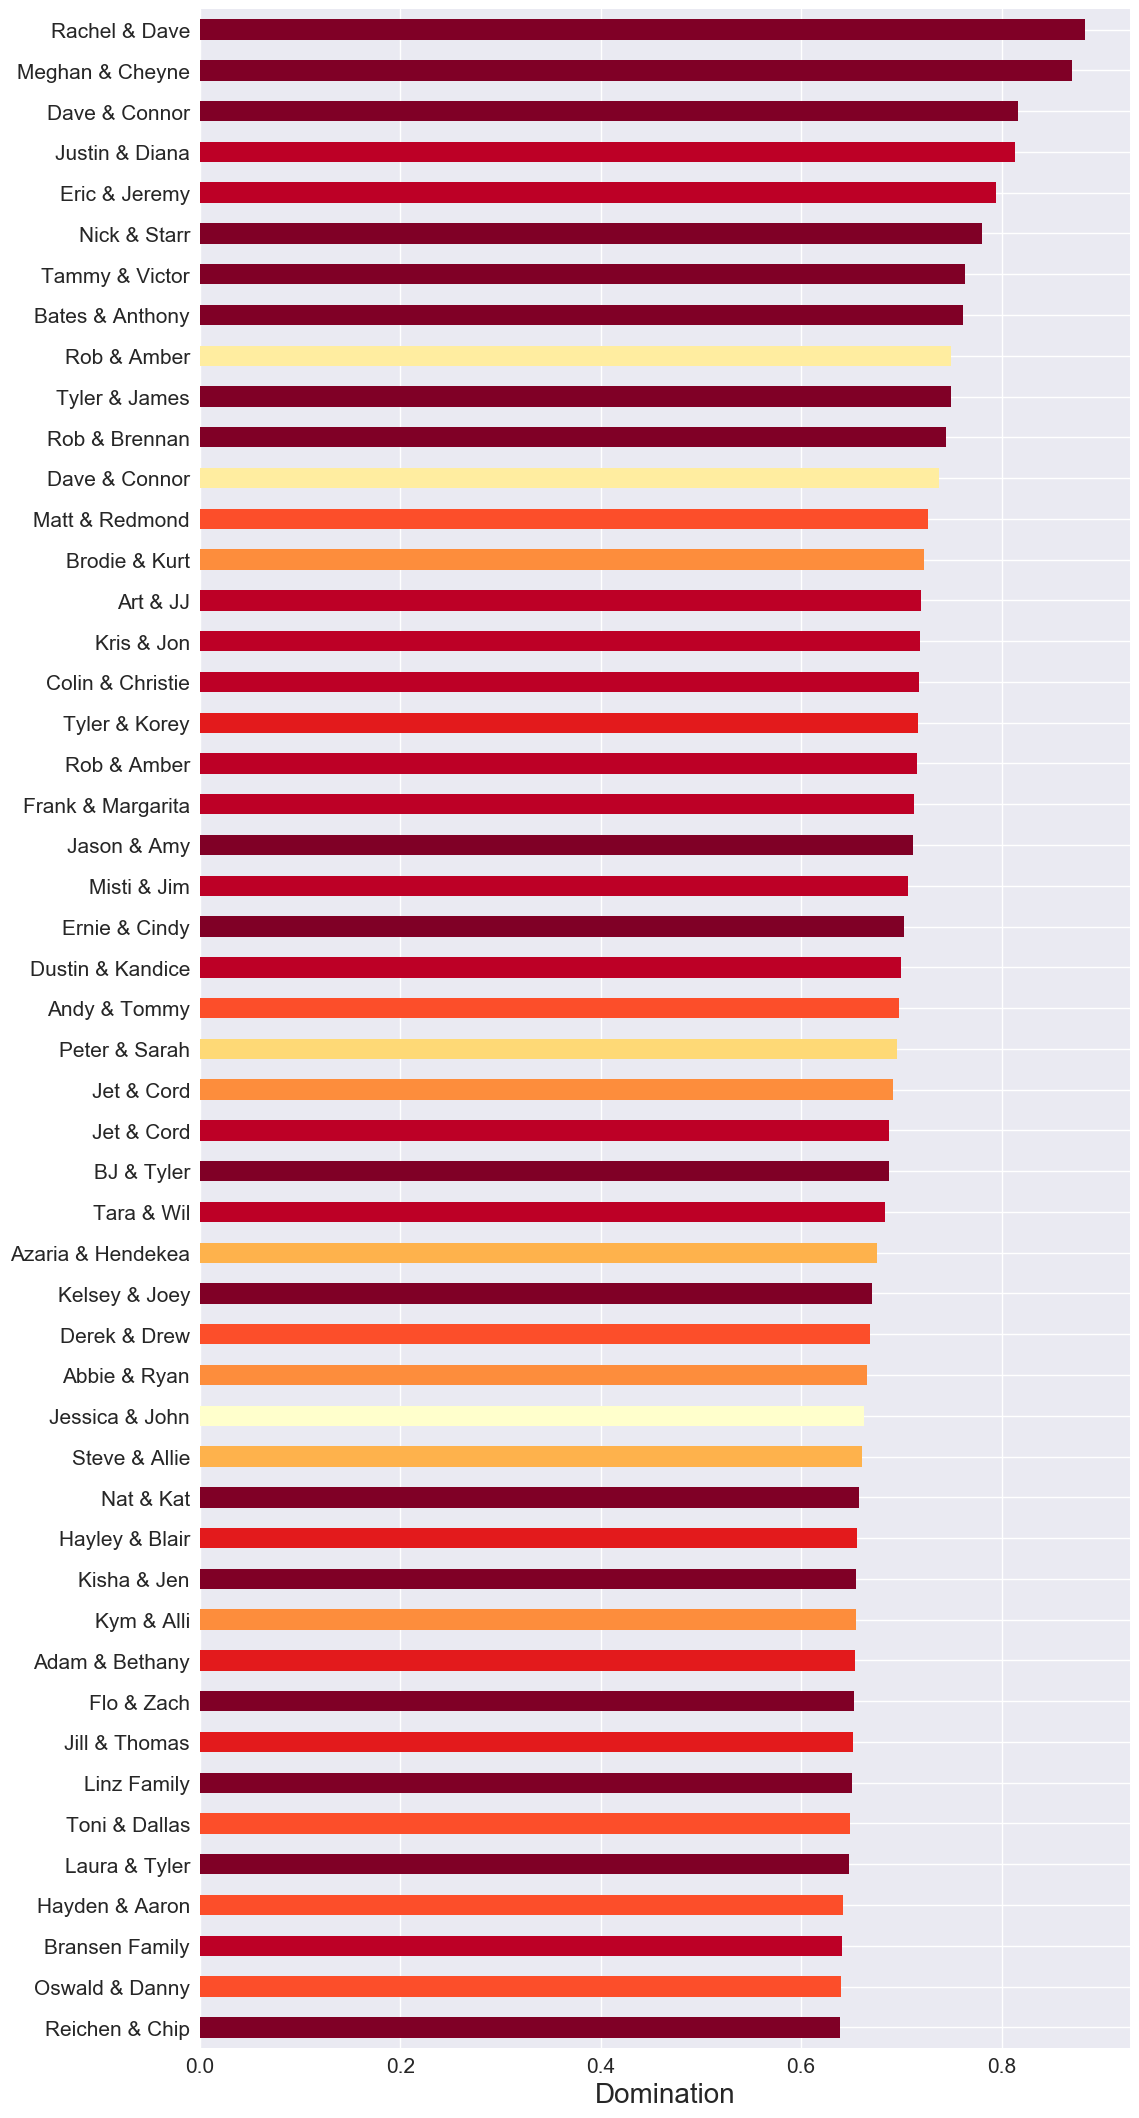 Rachel & Dave
Meghan & Cheyne
Dave & Connor
Justin & Diana
Eric & Jeremy
Nick & Starr
Tammy & Victor
Bates & Anthony
Rob & Amber
Tyler & James
Rob & Brennan
Dave & Connor
Matt & Redmond
Brodie & Kurt
Art & JJ
Kris & Jon
Colin & Christie
Tyler & Korey
Rob & Amber
Frank & Margarita
Jason & Amy
Misti & Jim
Ernie & Cindy
Dustin & Kandice
Andy & Tommy
Peter & Sarah
Jet & Cord
Jet & Cord
BJ & Tyler
Tara & Wil
Azaria & Hendekea
Kelsey & Joey
Derek & Drew
Abbie & Ryan
Jessica & John
Steve & Allie
Nat & Kat
Hayley & Blair
Kisha & Jen
Kym & Alli
Adam & Bethany
Flo & Zach
Jill & Thomas
Linz Family
Toni & Dallas
Laura & Tyler
Hayden & Aaron
Bransen Family
Oswald & Danny
Reichen & Chip
0.0 0.2 0.4 0.6 0.8
Domination